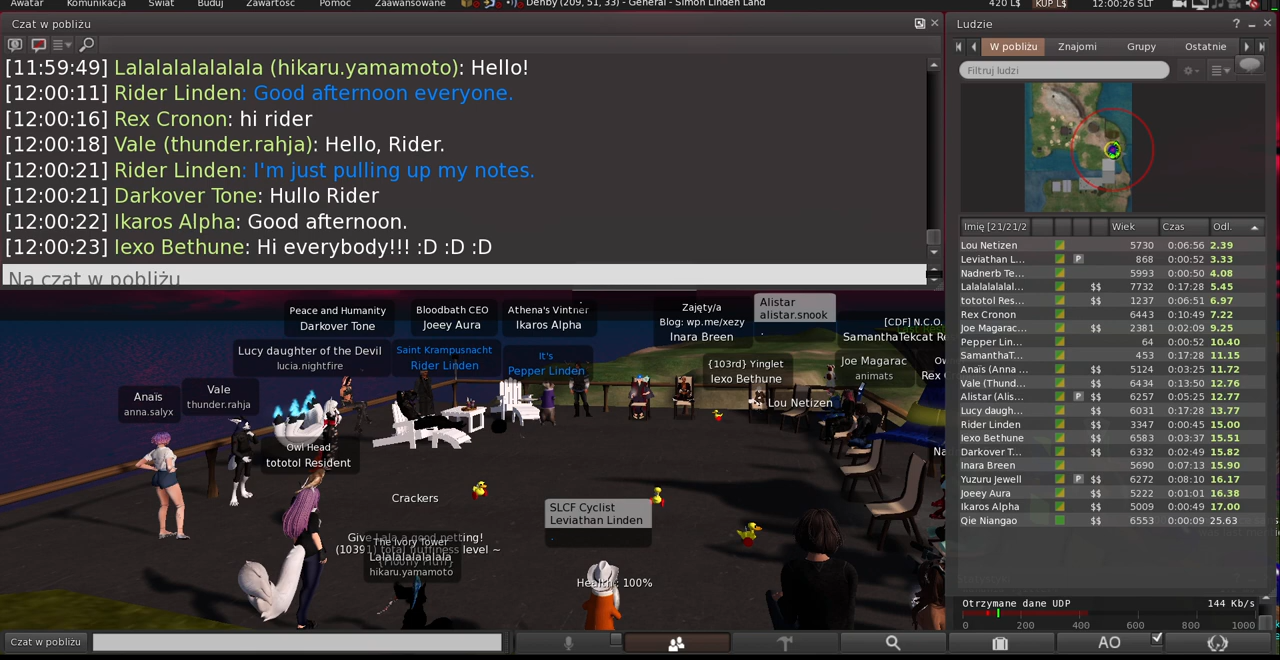 Awatar Komunikacja Świat Buduj Zawartość Pomoc Zaawansowane Denby (209, 51, 33) - General - Simon Linden Land 420 L$ KUP L$ 12:00:26 SLT
Czat w pobliżu
[11:59:49] Lalalalalalalala (hikaru.yamamoto): Hello!
[12:00:11] Rider Linden: Good afternoon everyone.
[12:00:16] Rex Cronon: hi rider
[12:00:18] Vale (thunder.rahja): Hello, Rider.
[12:00:21] Rider Linden: I'm just pulling up my notes.
[12:00:21] Darkover Tone: Hullo Rider
[12:00:22] Ikaros Alpha: Good afternoon.
[12:00:23] Iexo Bethune: Hi everybody!!! :D :D :D
Na czat w pobliżu
Peace and Humanity
Darkover Tone
Bloodbath CEO
Joeey Aura
Athena's Vintner
Ikaros Alpha
Zajęty/a
Blog: wp.me/xezy
Inara Breen
Alistar
alistar.snook
[CDF] N.C.O.
SamanthaTekcat Re
Lucy daughter of the Devil
lucia.nightfire
Saint Krampusnacht
Rider Linden
It's
Pepper Linden
{103rd} Yinglet
Iexo Bethune
Joe Magarac
animats
Ow
Rex C
Anaïs
anna.salyx
Vale
thunder.rahja
Lou Netizen
Owl Head
tototol Resident
Na
Crackers
SLCF Cyclist
Leviathan Linden
Give Lala a good petting!
(10391) total fluffiness level ~
The Ivory Tower
Lalalalalalalala
hikaru.yamamoto
Health: 100%
Czat w pobliżu
Ludzie
? _ ×
W pobliżu Znajomi Grupy Ostatnie
Filtruj ludzi
Imię [21/21/2 Wiek Czas Odl.
Lou Netizen 5730 0:06:56 2.39
Leviathan L... P 868 0:00:52 3.33
Nadnerb Te... 5993 0:00:50 4.08
Lalalalalal... $$ 7732 0:17:28 5.45
tototol Res... $$ 1237 0:06:51 6.97
Rex Cronon 6443 0:10:49 7.22
Joe Magarac... $$ 2381 0:02:09 9.25
Pepper Lin... 64 0:00:52 10.40
SamanthaT... 453 0:17:28 11.15
Anaïs (Anna ... $$ 5124 0:03:25 11.72
Vale (Thund... $$ 6434 0:13:50 12.76
Alistar (Alis... P $$ 6257 0:05:25 12.77
Lucy daugh... $$ 6031 0:17:28 13.77
Rider Linden $$ 3347 0:00:45 15.00
Iexo Bethune $$ 6583 0:03:37 15.51
Darkover T... $$ 6332 0:02:49 15.82
Inara Breen 5690 0:07:13 15.90
Yuzuru Jewell P $$ 6272 0:08:10 16.17
Joeey Aura $$ 5222 0:01:01 16.38
Ikaros Alpha $$ 5009 0:00:49 17.00
Qie Niangao $$ 6553 0:00:09 25.63
Otrzymane dane UDP 144 Kb/s
0 200 400 600 800 1000
AO